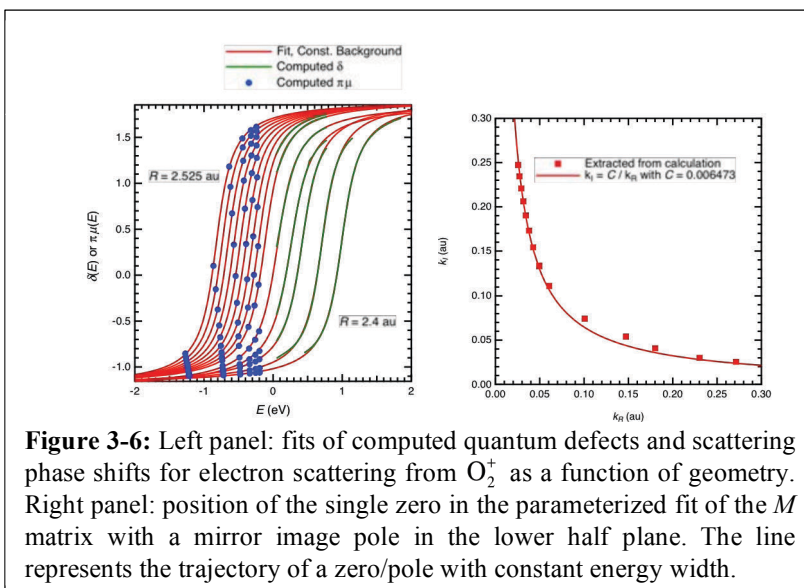 Fit, Const. Background
Computed δ
Computed πμ
1.5
1.0
0.5
0.0
-0.5
-1.0
δ(E) or πμ(E)
R = 2.525 au
R = 2.4 au
-2 -1 0 1 2
E (eV)
0.30
0.25
0.20
0.15
0.10
0.05
0.00
k_I (au)
Extracted from calculation
k_I = C / k_R with C = 0.006473
0.00 0.05 0.10 0.15 0.20 0.25 0.30
k_R (au)
Figure 3-6: Left panel: fits of computed quantum defects and scattering
phase shifts for electron scattering from O₂⁺ as a function of geometry.
Right panel: position of the single zero in the parameterized fit of the M
matrix with a mirror image pole in the lower half plane. The line
represents the trajectory of a zero/pole with constant energy width.